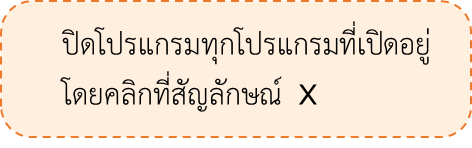 ปิดโปรแกรมทุกโปรแกรมที่เปิดอยู่
โดยคลิกที่สัญลักษณ์ X